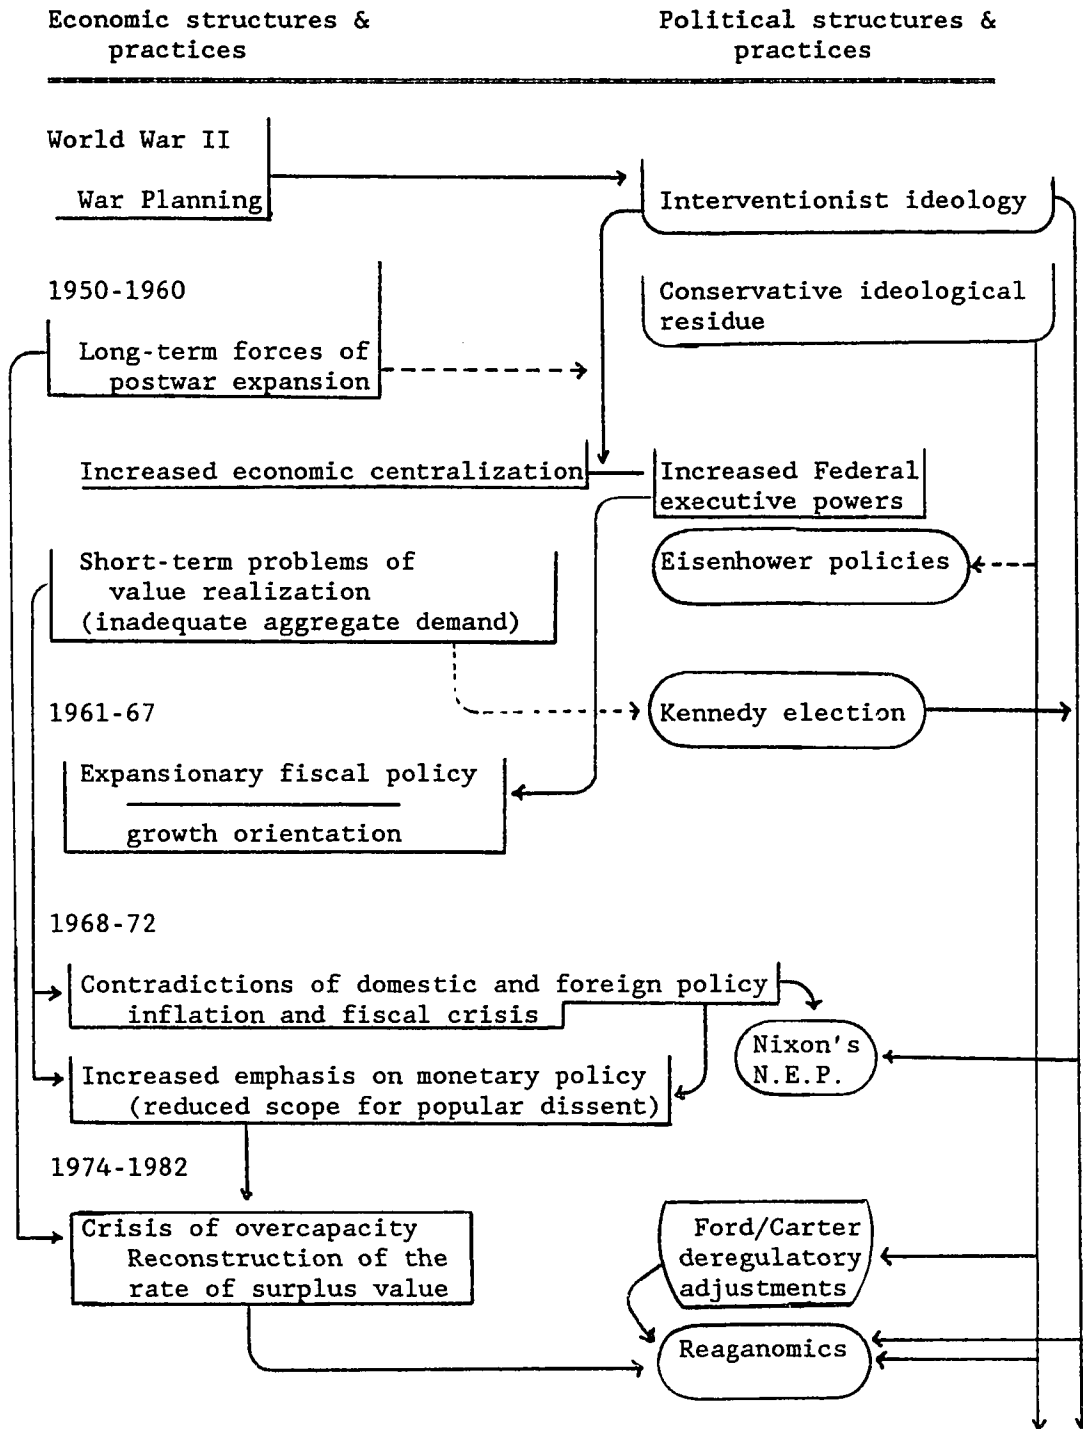 Economic structures &
practices
Political structures &
practices
World War II
War Planning
Interventionist ideology
1950-1960
Conservative ideological
residue
Long-term forces of
postwar expansion
Increased economic centralization
Increased Federal
executive powers
Short-term problems of
value realization
(inadequate aggregate demand)
Eisenhower policies
1961-67
Kennedy election
Expansionary fiscal policy
growth orientation
1968-72
Contradictions of domestic and foreign policy
inflation and fiscal crisis
Nixon's
N.E.P.
Increased emphasis on monetary policy
(reduced scope for popular dissent)
1974-1982
Crisis of overcapacity
Reconstruction of the
rate of surplus value
Ford/Carter
deregulatory
adjustments
Reaganomics